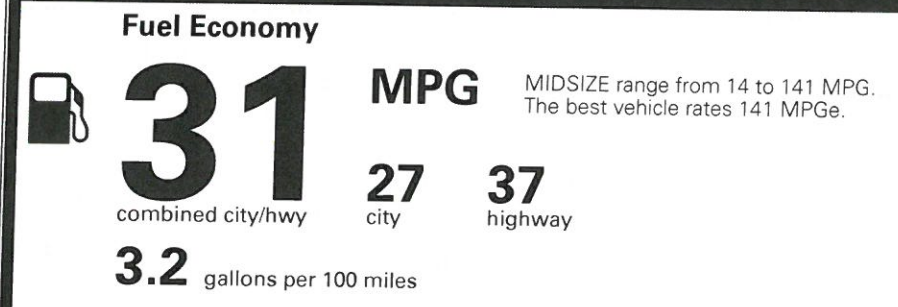 Fuel Economy
31 MPG
MIDSIZE range from 14 to 141 MPG.
The best vehicle rates 141 MPGe.
combined city/hwy
27 city
37 highway
3.2 gallons per 100 miles